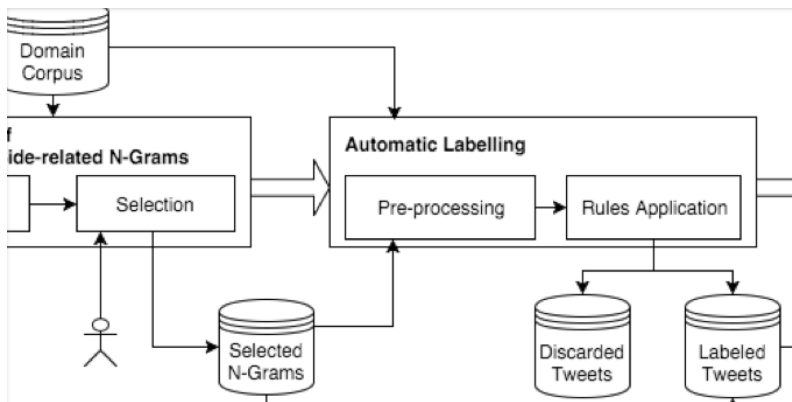 Domain
Corpus
f
ide-related N-Grams
Selection
Automatic Labelling
Pre-processing
Rules Application
Selected
N-Grams
Discarded
Tweets
Labeled
Tweets